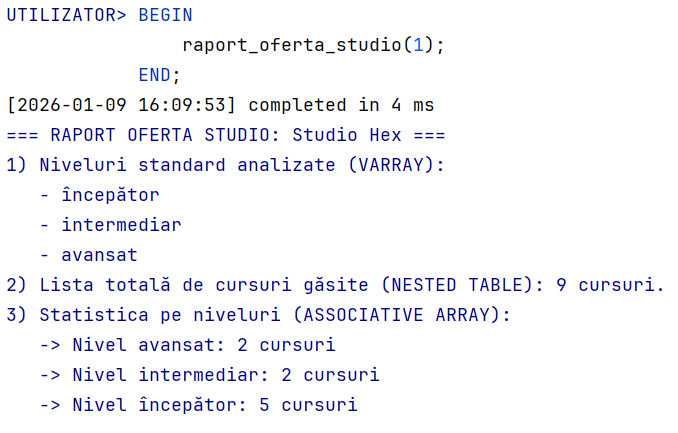 UTILIZATOR> BEGIN
raport_oferta_studio(1);
END;
[2026-01-09 16:09:53] completed in 4 ms
=== RAPORT OFERTA STUDIO: Studio Hex ===
1) Niveluri standard analizate (VARRAY):
- începător
- intermediar
- avansat
2) Lista totală de cursuri găsite (NESTED TABLE): 9 cursuri.
3) Statistica pe niveluri (ASSOCIATIVE ARRAY):
-> Nivel avansat: 2 cursuri
-> Nivel intermediar: 2 cursuri
-> Nivel începător: 5 cursuri